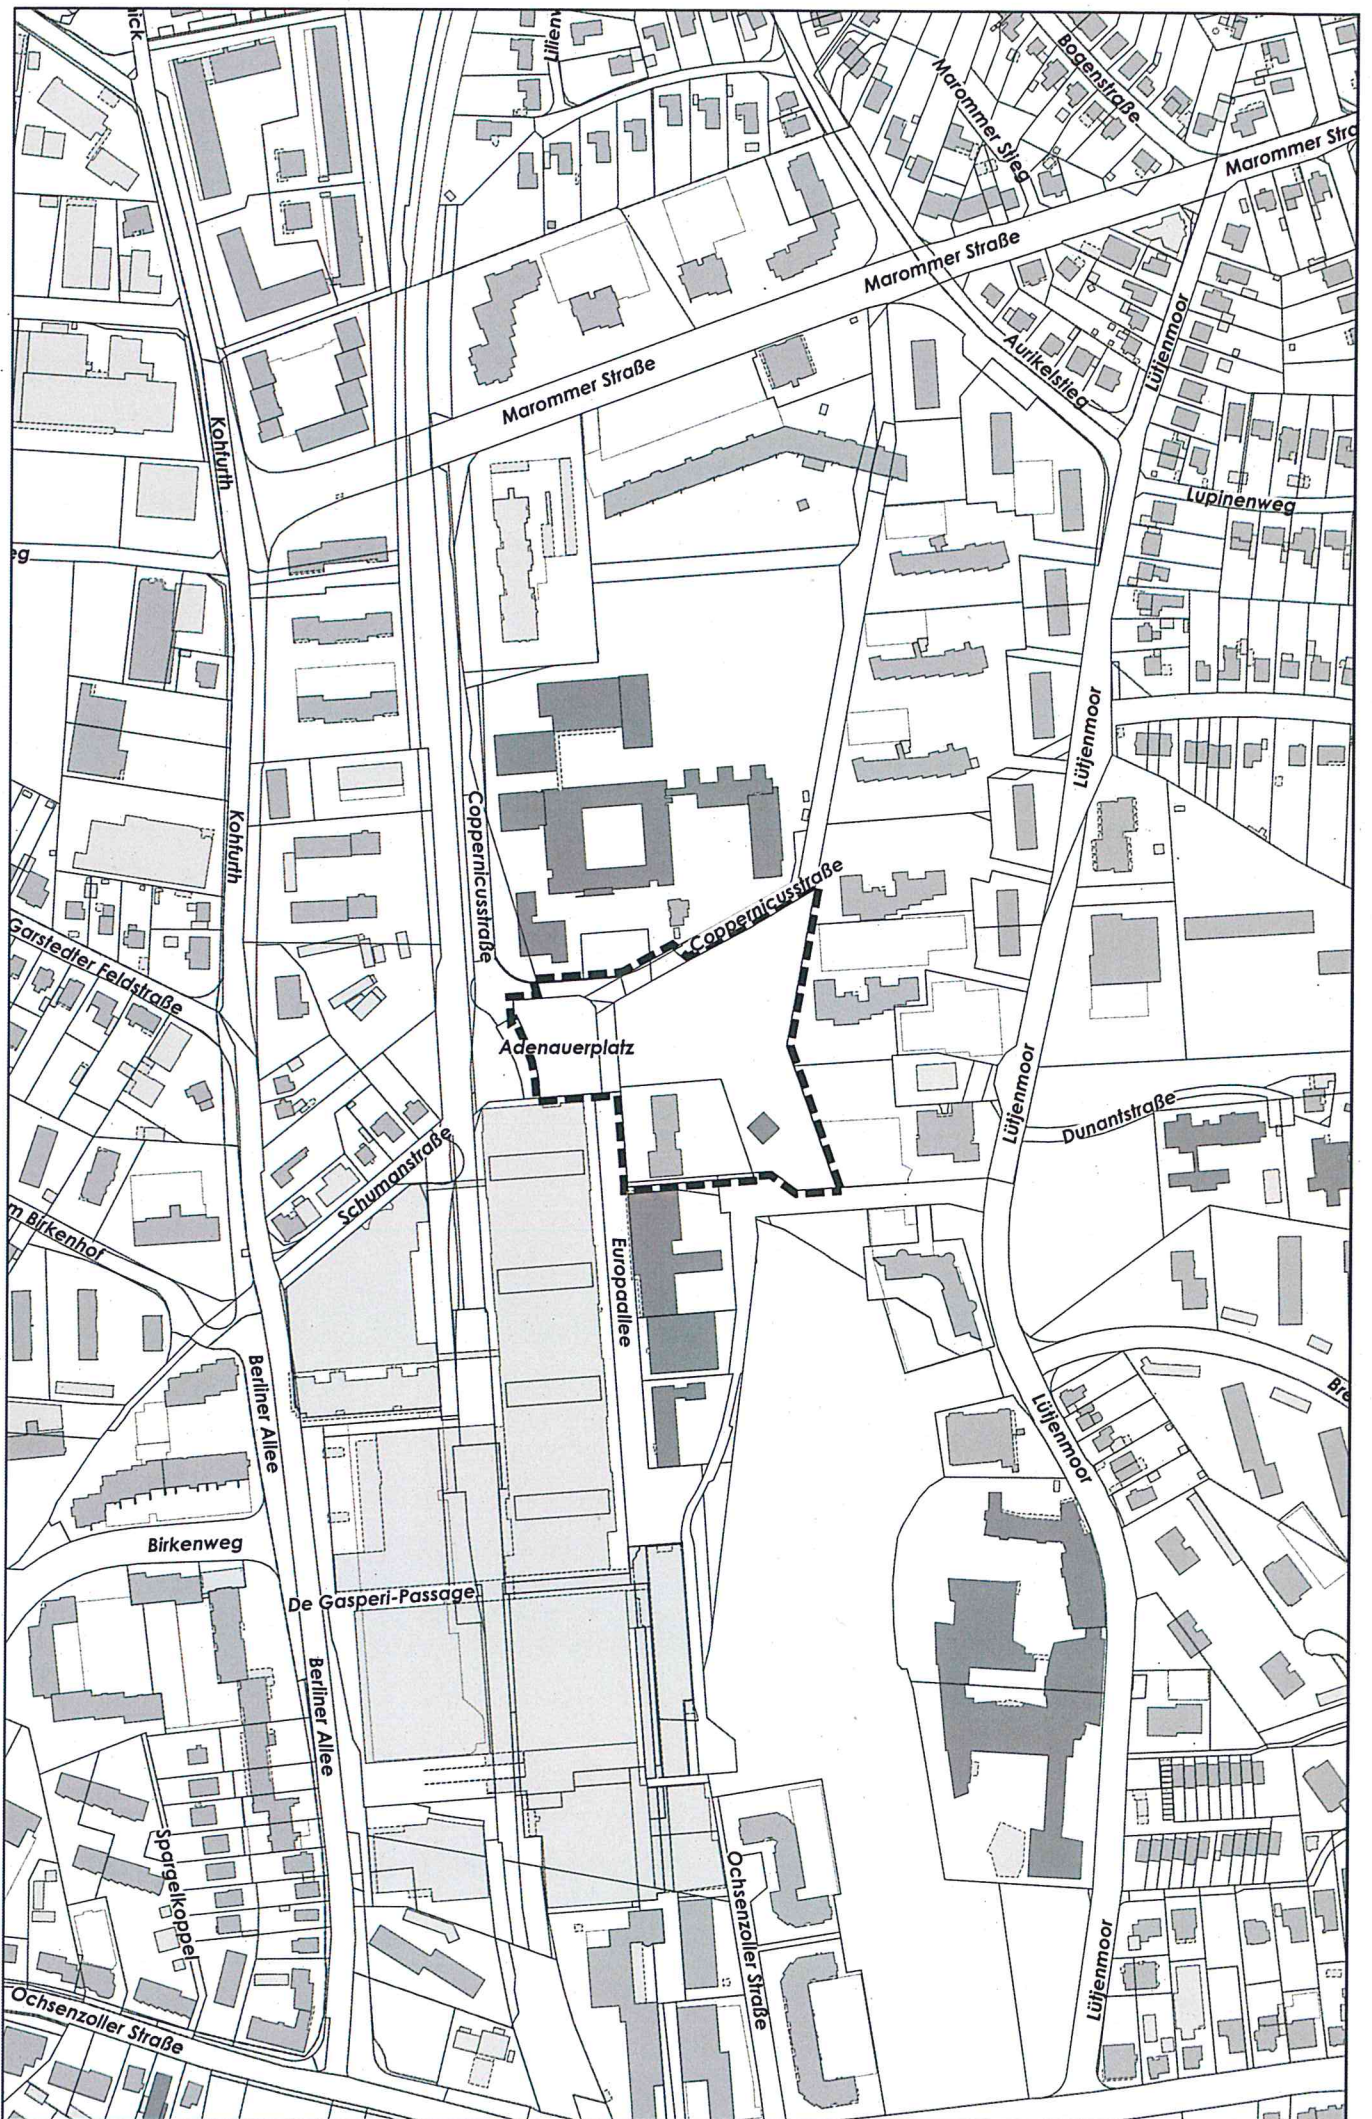 Bogenstraße
Marommer Stieg
Marommer Straße
Marommer Straße
Lütjenmoor
Aurikelstieg
Marommer Straße
Kohfurth
Lupinenweg
Lütjenmoor
Coppernicusstraße
Kohfurth
Coppernicusstraße
Garstedter Feldstraße
Adenauerplatz
Lütjenmoor
Dunantstraße
Schumanstraße
m Birkenhof
Europaallee
Berliner Allee
Lütjenmoor
Birkenweg
De Gasperi-Passage
Berliner Allee
Spargelkoppel
Ochsenzoller Straße
Lütjenmoor
Ochsenzoller Straße